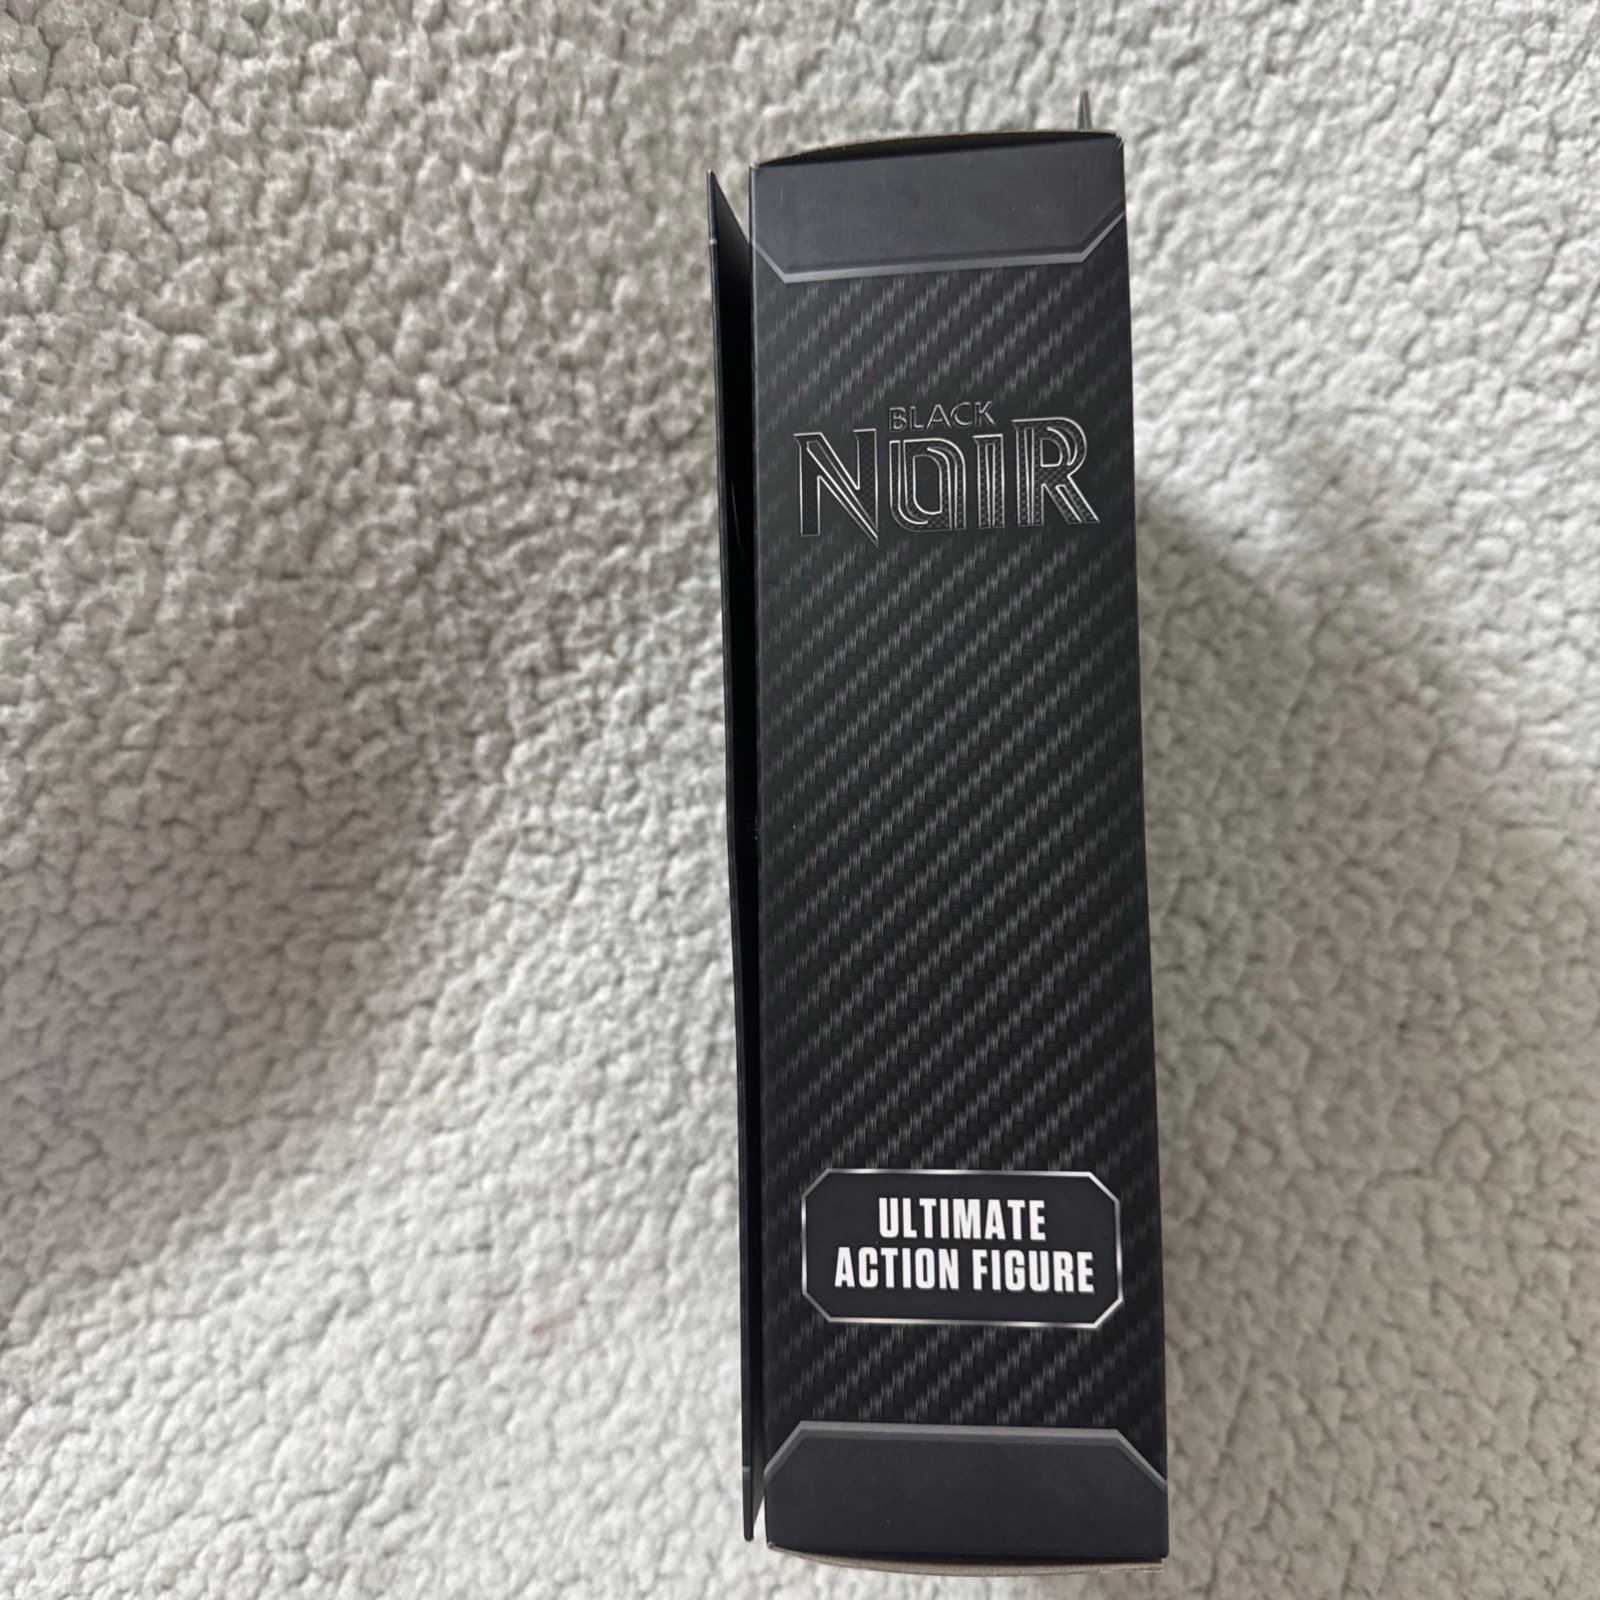 BLACK
NOIR
ULTIMATE
ACTION FIGURE